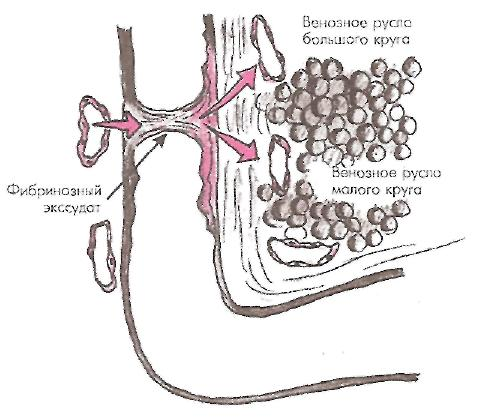 Венозное русло
большого круга
Венозное русло
малого круга
Фибринозный
экссудат